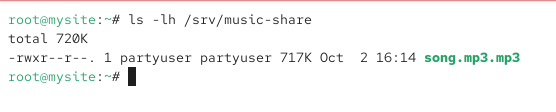 root@mysite:~# ls -lh /srv/music-share
total 720K
-rwxr--r--. 1 partyuser partyuser 717K Oct  2 16:14 song.mp3.mp3
root@mysite:~#